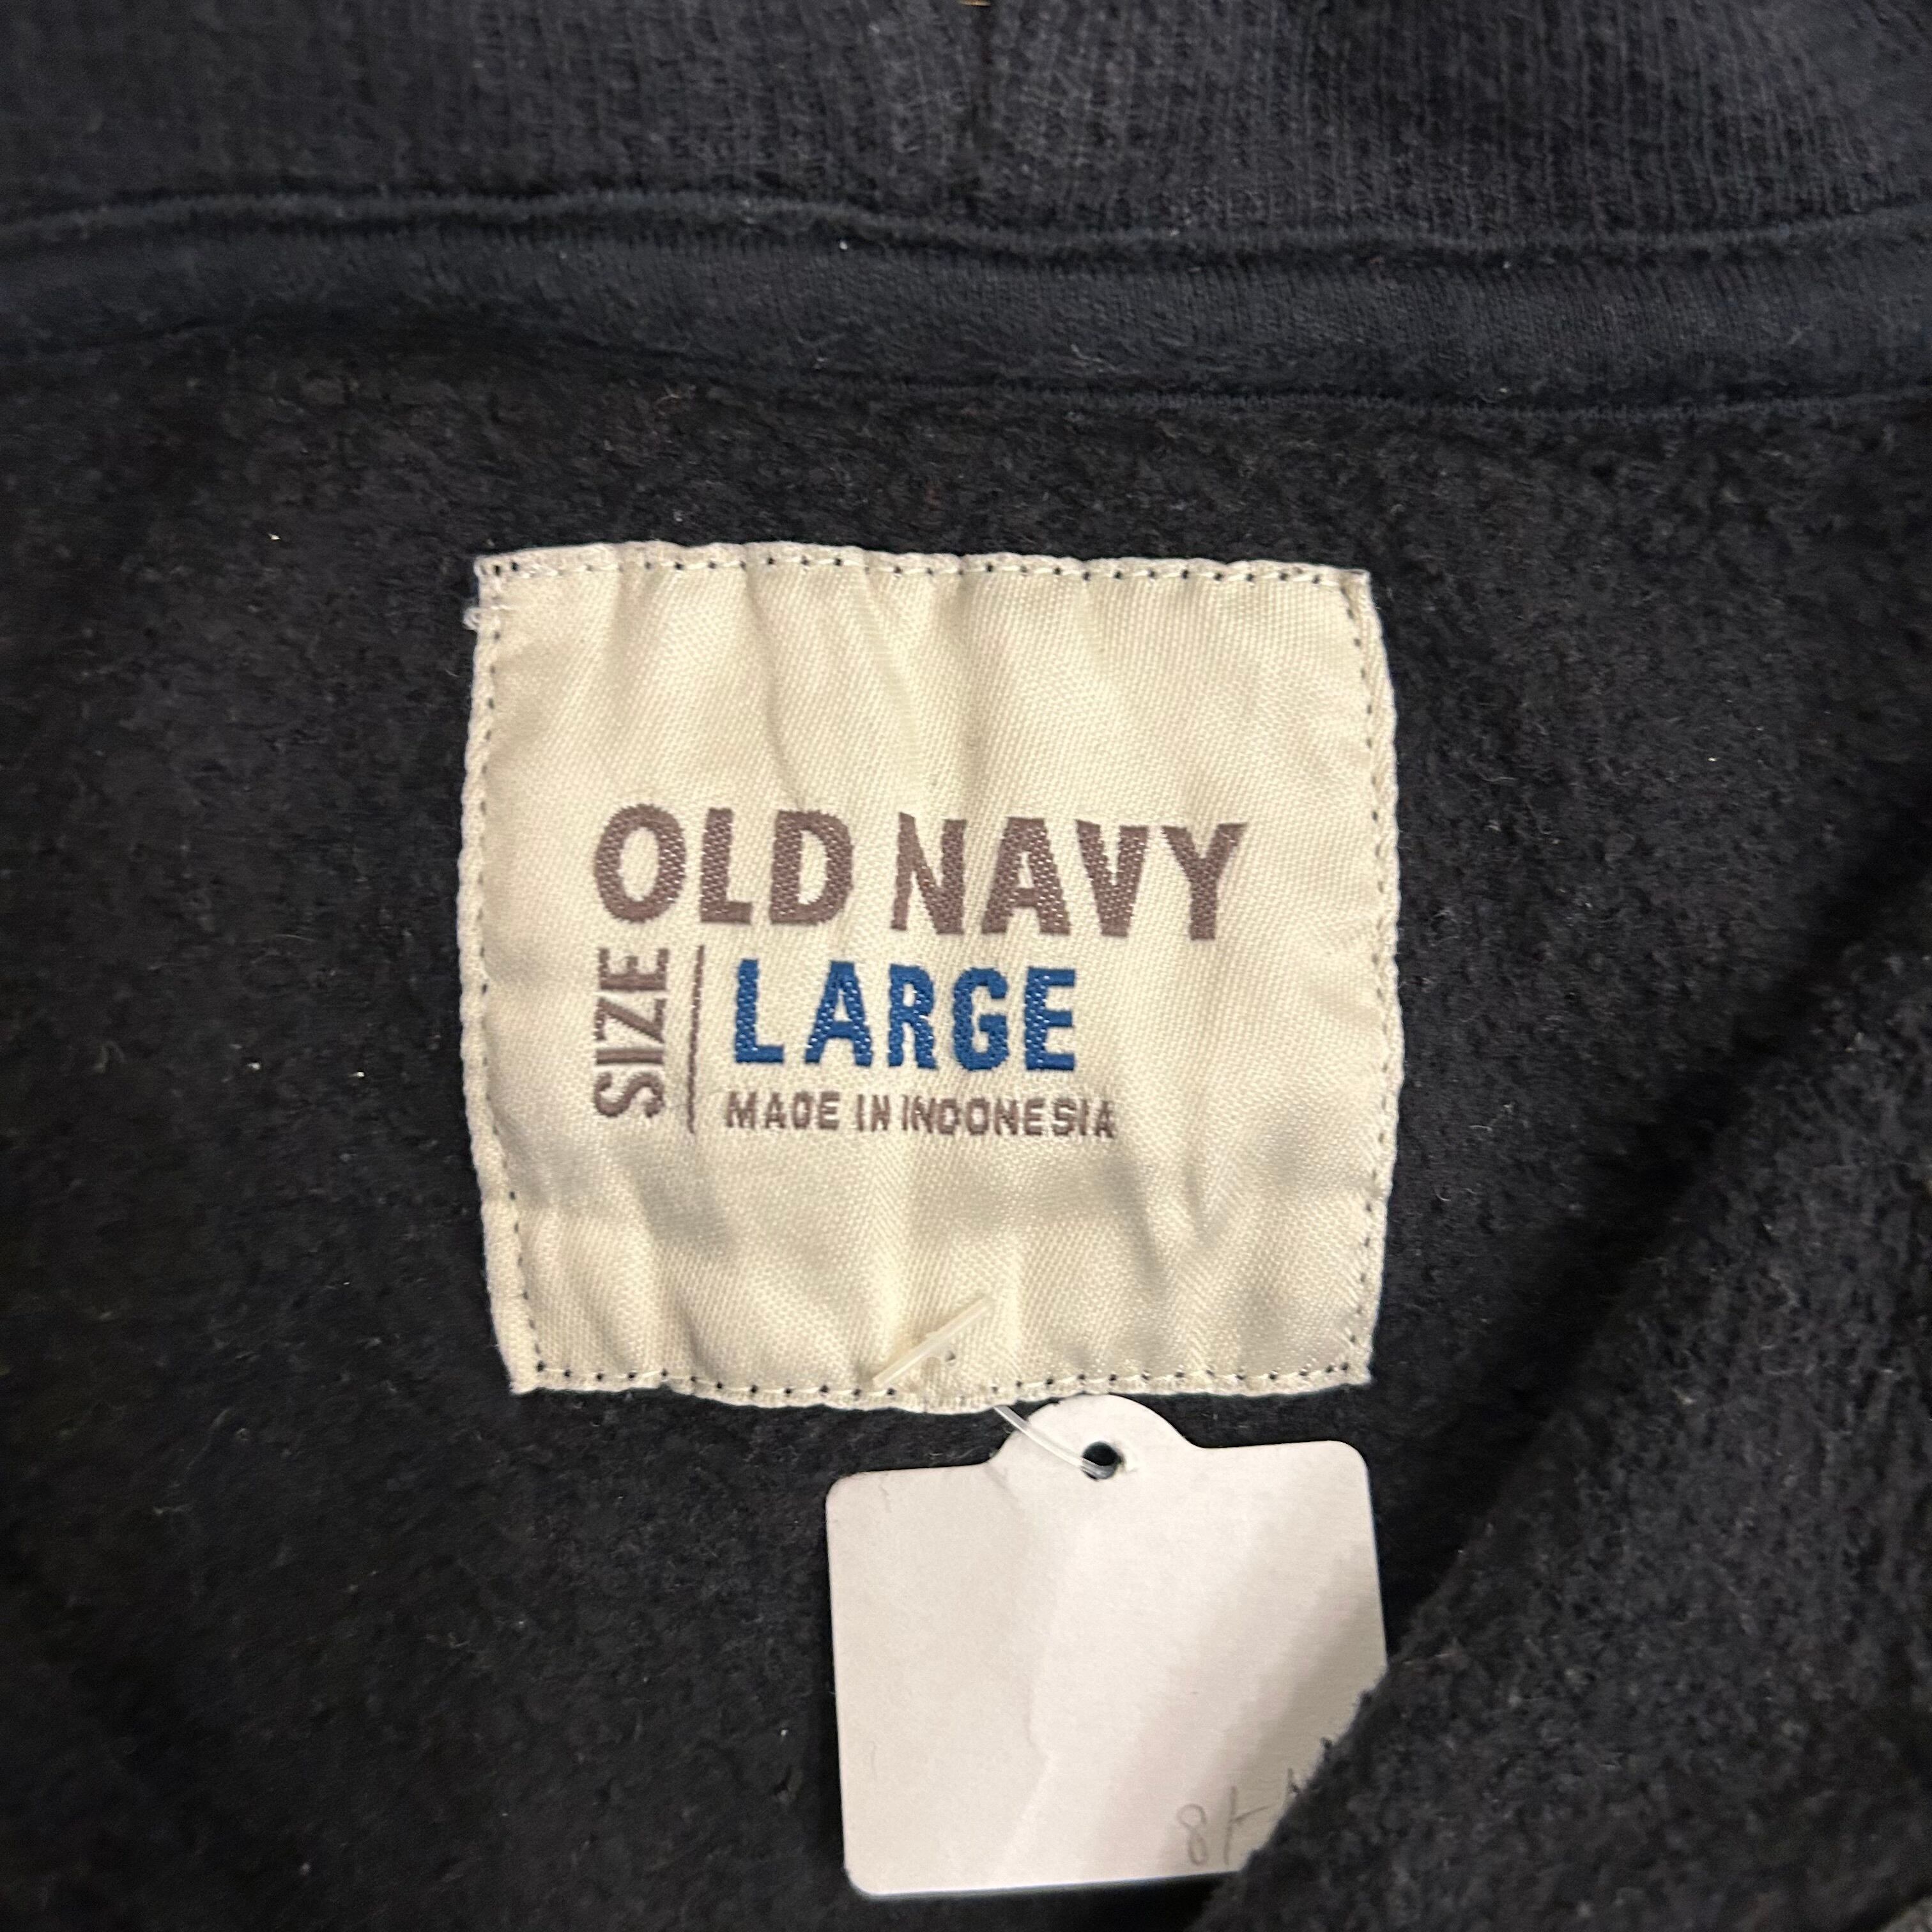 OLD NAVY
SIZE
LARGE
MADE IN INDONESIA